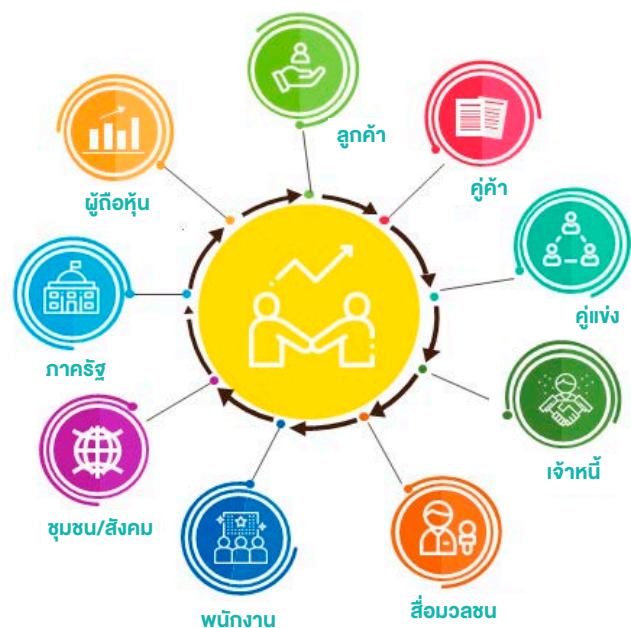 ลูกค้า
คู่ค้า
คู่แข่ง
เจ้าหนี้
สื่อมวลชน
พนักงาน
ชุมชน/สังคม
ภาครัฐ
ผู้ถือหุ้น